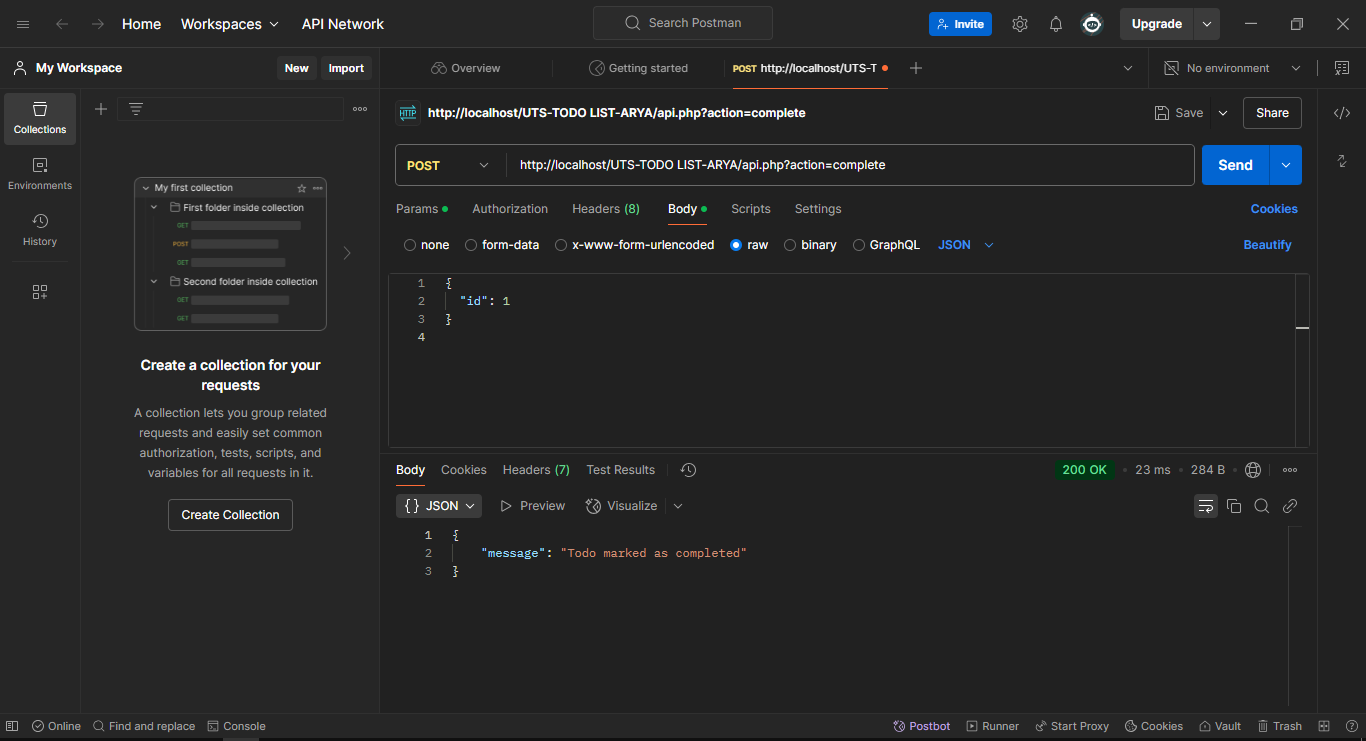 Home Workspaces API Network Search Postman Invite Upgrade
My Workspace New Import Overview Getting started POST http://localhost/UTS-T No environment
Collections
Environments
History
My first collection
First folder inside collection
GET
POST
GET
Second folder inside collection
GET
GET
Create a collection for your
requests
A collection lets you group related
requests and easily set common
authorization, tests, scripts, and
variables for all requests in it.
Create Collection
HTTP http://localhost/UTS-TODO LIST-ARYA/api.php?action=complete Save Share
POST http://localhost/UTS-TODO LIST-ARYA/api.php?action=complete Send
Params Authorization Headers (8) Body Scripts Settings Cookies
none form-data x-www-form-urlencoded raw binary GraphQL JSON Beautify
1 {
2 "id": 1
3 }
4
Body Cookies Headers (7) Test Results 200 OK 23 ms 284 B
{} JSON Preview Visualize
1 {
2 "message": "Todo marked as completed"
3 }
Online Find and replace Console Postbot Runner Start Proxy Cookies Vault Trash